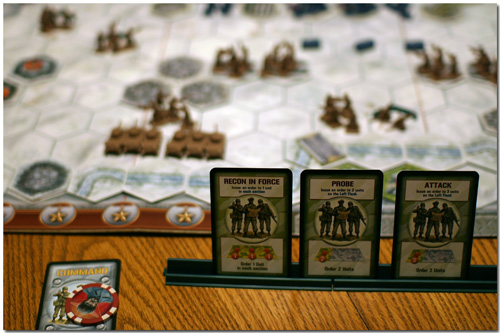 RECON IN FORCE
Issue an order to 1 unit
in each section
Order 1 Unit
in each section
PROBE
Issue an order to 2 units
on the Left Flank
Order 2 Units
ATTACK
Issue an order to 3 units
on the Left Flank
Order 3 Units
COMMAND